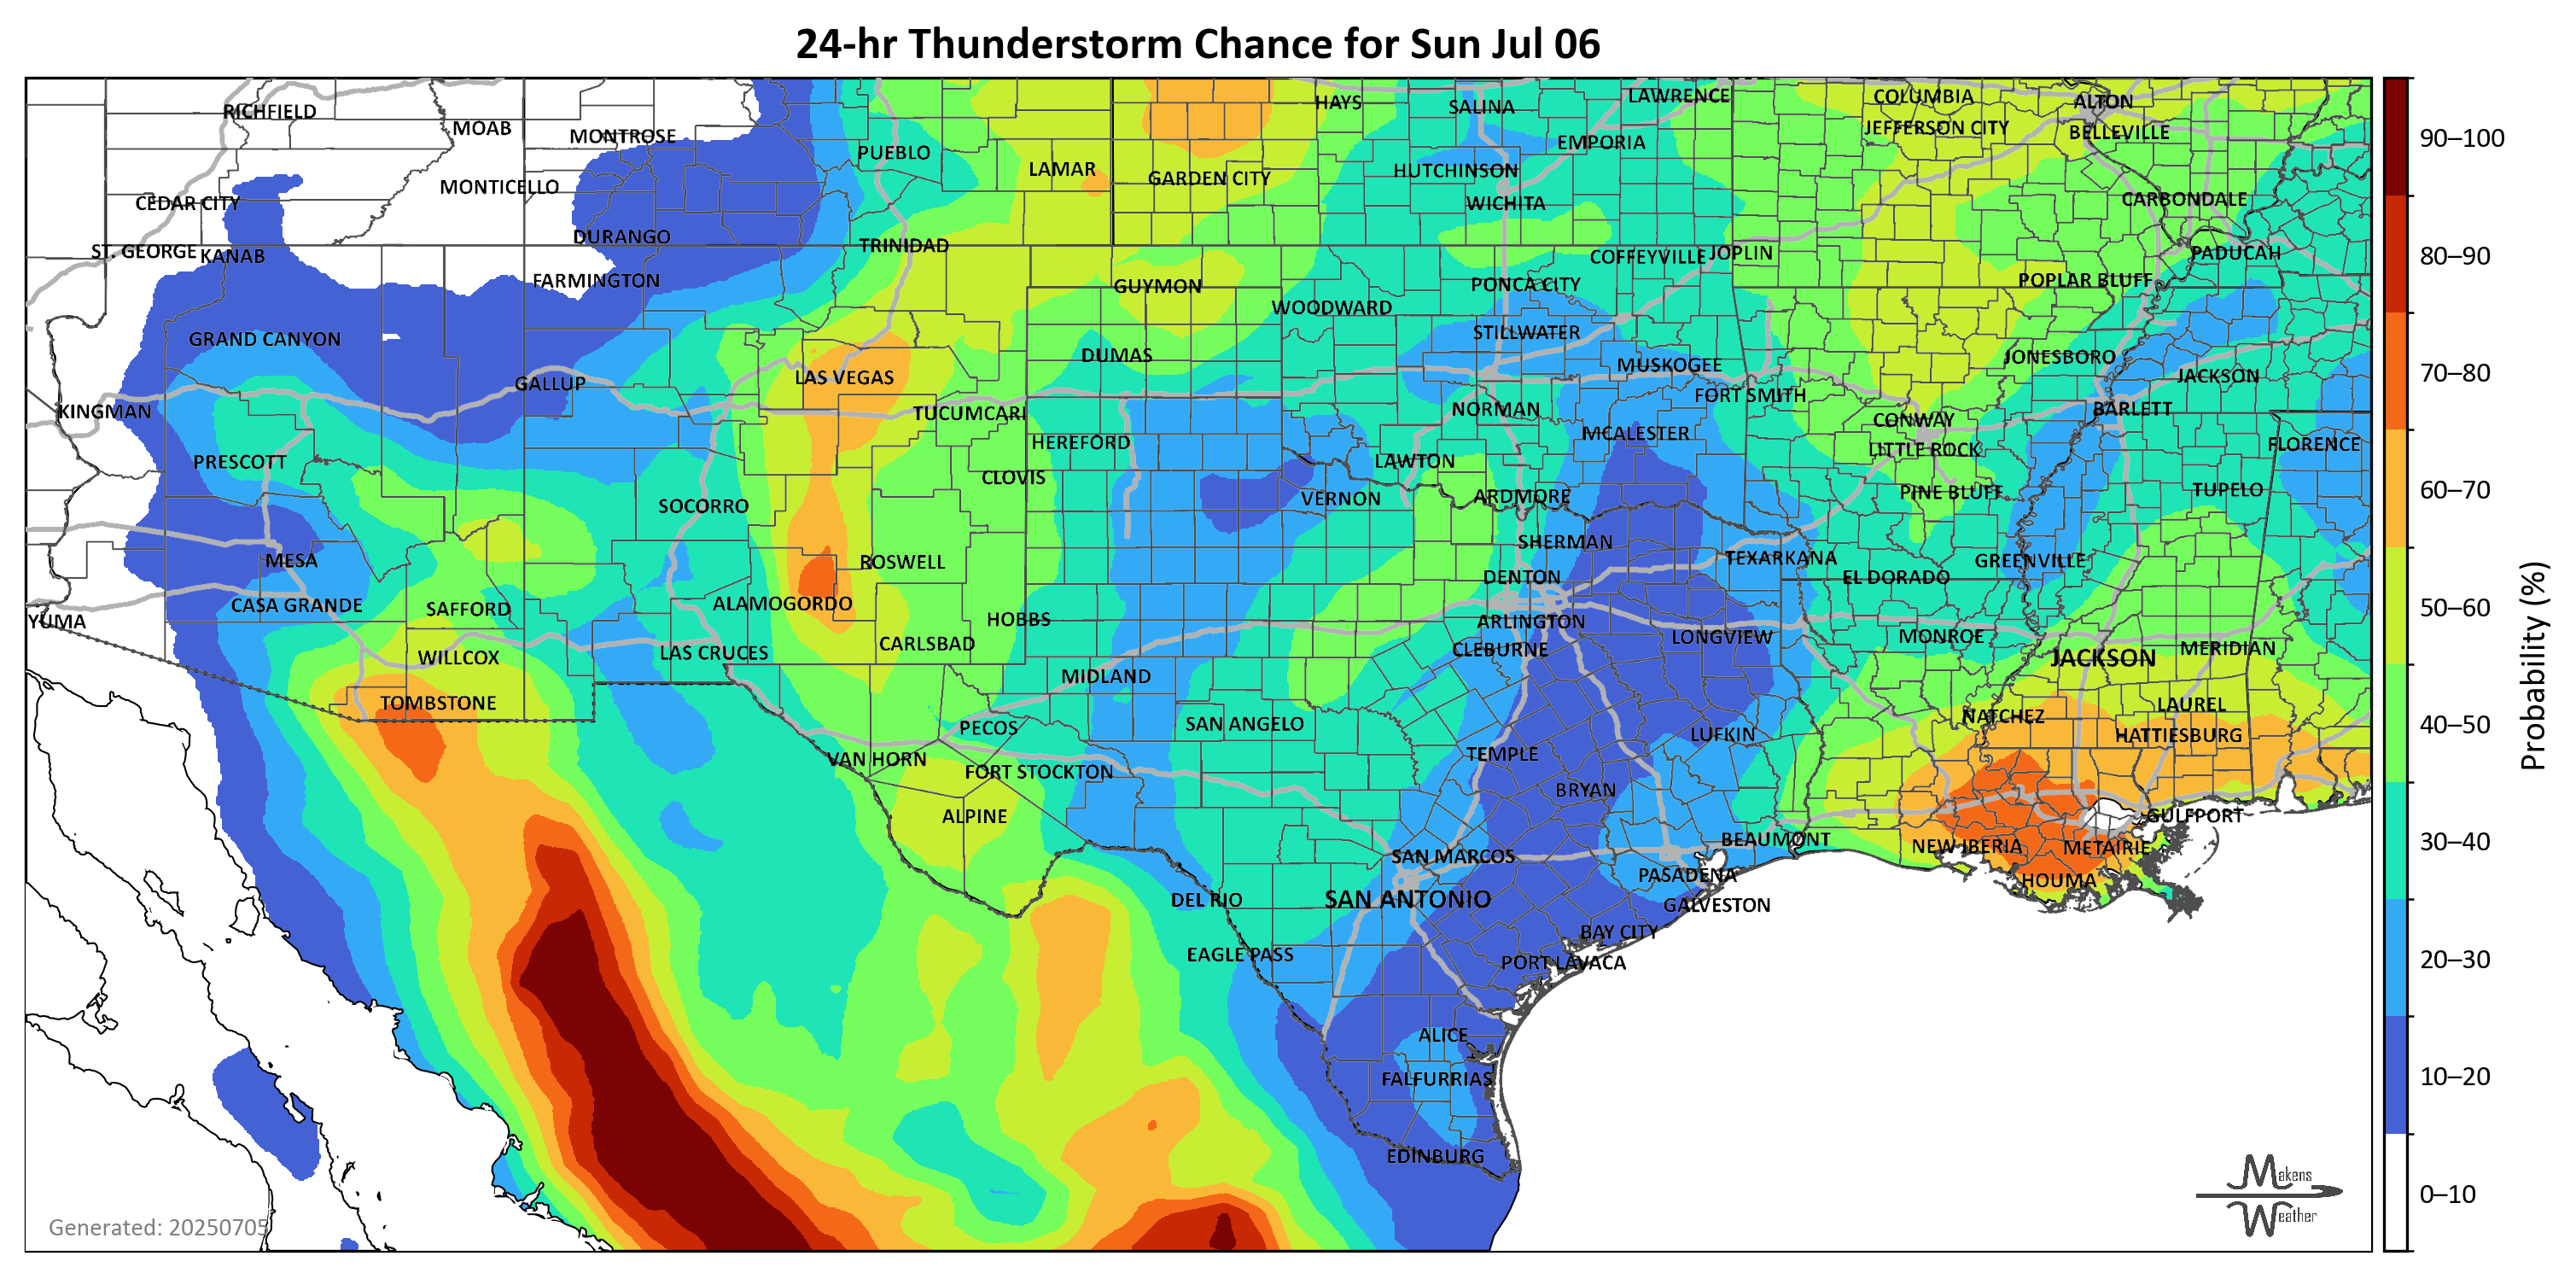 24-hr Thunderstorm Chance for Sun Jul 06
RICHFIELD
MOAB
MONTROSE
PUEBLO
LAMAR
GARDEN CITY
HAYS
SALINA
LAWRENCE
COLUMBIA
ALTON
JEFFERSON CITY
BELLEVILLE
EMPORIA
HUTCHINSON
MONTICELLO
CEDAR CITY
WICHITA
CARBONDALE
DURANGO
TRINIDAD
ST. GEORGE
KANAB
COFFEYVILLE
JOPLIN
PADUCAH
FARMINGTON
GUYMON
PONCA CITY
POPLAR BLUFF
WOODWARD
GRAND CANYON
STILLWATER
DUMAS
JONESBORO
MUSKOGEE
GALLUP
LAS VEGAS
JACKSON
FORT SMITH
KINGMAN
TUCUMCARI
NORMAN
BARLETT
CONWAY
HEREFORD
MCALESTER
LITTLE ROCK
FLORENCE
PRESCOTT
LAWTON
CLOVIS
PINE BLUFF
TUPELO
SOCORRO
VERNON
ARDMORE
SHERMAN
MESA
ROSWELL
TEXARKANA
GREENVILLE
DENTON
EL DORADO
CASA GRANDE
SAFFORD
ALAMOGORDO
YUMA
HOBBS
ARLINGTON
CARLSBAD
LONGVIEW
MONROE
WILLCOX
LAS CRUCES
CLEBURNE
JACKSON
MERIDIAN
MIDLAND
TOMBSTONE
LAUREL
PECOS
SAN ANGELO
NATCHEZ
LUFKIN
HATTIESBURG
VAN HORN
TEMPLE
FORT STOCKTON
BRYAN
ALPINE
GULFPORT
BEAUMONT
NEW IBERIA
METAIRIE
SAN MARCOS
PASADENA
HOUMA
DEL RIO
SAN ANTONIO
GALVESTON
BAY CITY
EAGLE PASS
PORT LAVACA
ALICE
FALFURRIAS
EDINBURG
Generated: 20250705
Makens
Weather
90–100
80–90
70–80
60–70
50–60
40–50
30–40
20–30
10–20
0–10
Probability (%)